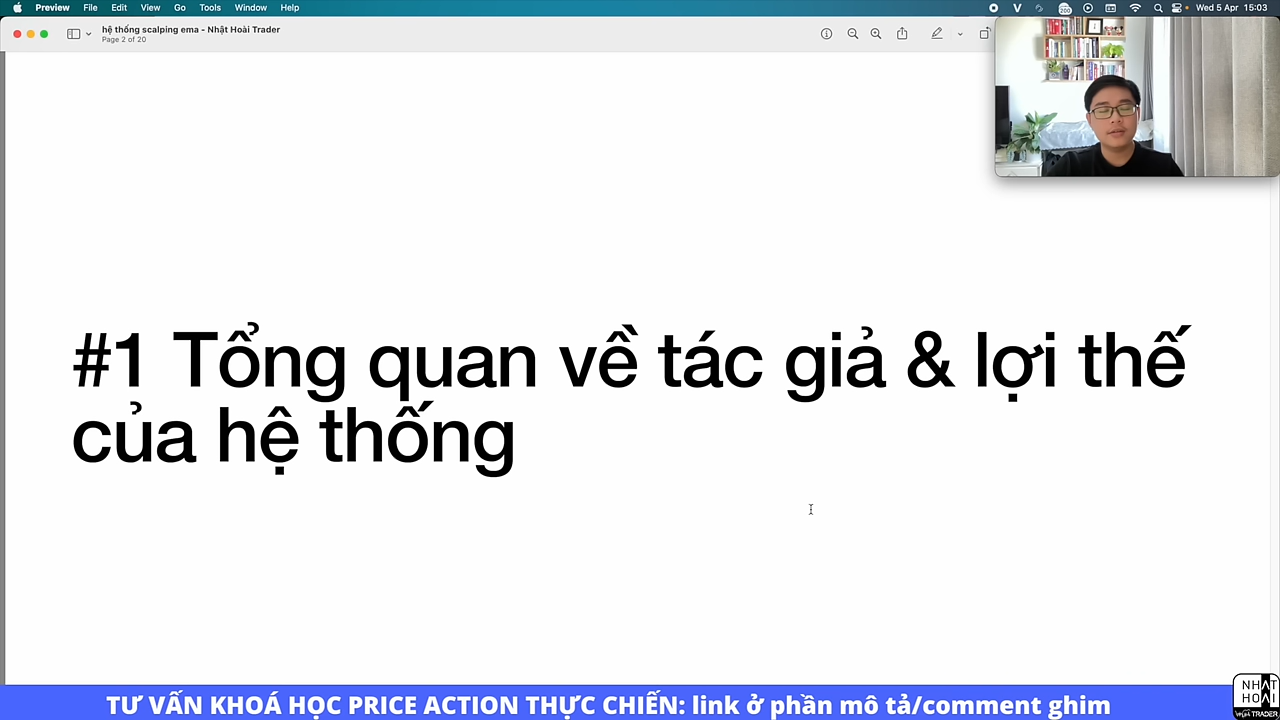 Preview File Edit View Go Tools Window Help
200
Wed 5 Apr 15:03
hệ thống scalping ema - Nhật Hoài Trader
Page 2 of 20
#1 Tổng quan về tác giả & lợi thế
của hệ thống
TƯ VẤN KHOÁ HỌC PRICE ACTION THỰC CHIẾN: link ở phần mô tả/comment ghim
NHẬT
HOÀI
TRADER